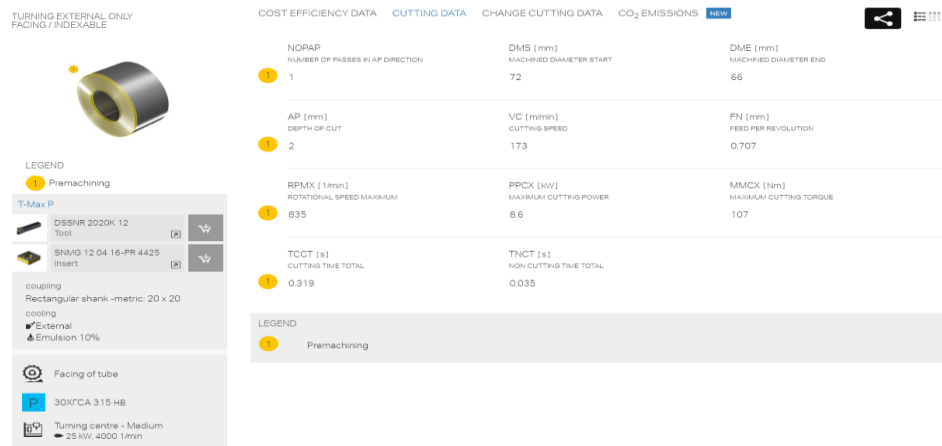 TURNING EXTERNAL ONLY
FACING / INDEXABLE
1
LEGEND
1 Premachining
T-Max P
DSSNR 2020K 12
Tool
SNMG 12 04 16-PR 4425
Insert
coupling
Rectangular shank -metric: 20 x 20
cooling
External
Emulsion 10%
Facing of tube
P 30ХГСА 315 HB
Turning centre - Medium
25 kW, 4000 1/min
COST EFFICIENCY DATA CUTTING DATA CHANGE CUTTING DATA CO2 EMISSIONS NEW
NOPAP DMS [mm] DME [mm]
NUMBER OF PASSES IN AP DIRECTION MACHINED DIAMETER START MACHINED DIAMETER END
1 1 72 66
AP [mm] VC [m/min] FN [mm]
DEPTH OF CUT CUTTING SPEED FEED PER REVOLUTION
1 2 173 0.707
RPMX [1/min] PPCX [kW] MMCX [Nm]
ROTATIONAL SPEED MAXIMUM MAXIMUM CUTTING POWER MAXIMUM CUTTING TORQUE
1 835 8.6 107
TCCT [s] TNCT [s]
CUTTING TIME TOTAL NON CUTTING TIME TOTAL
1 0.319 0.035
LEGEND
1 Premachining